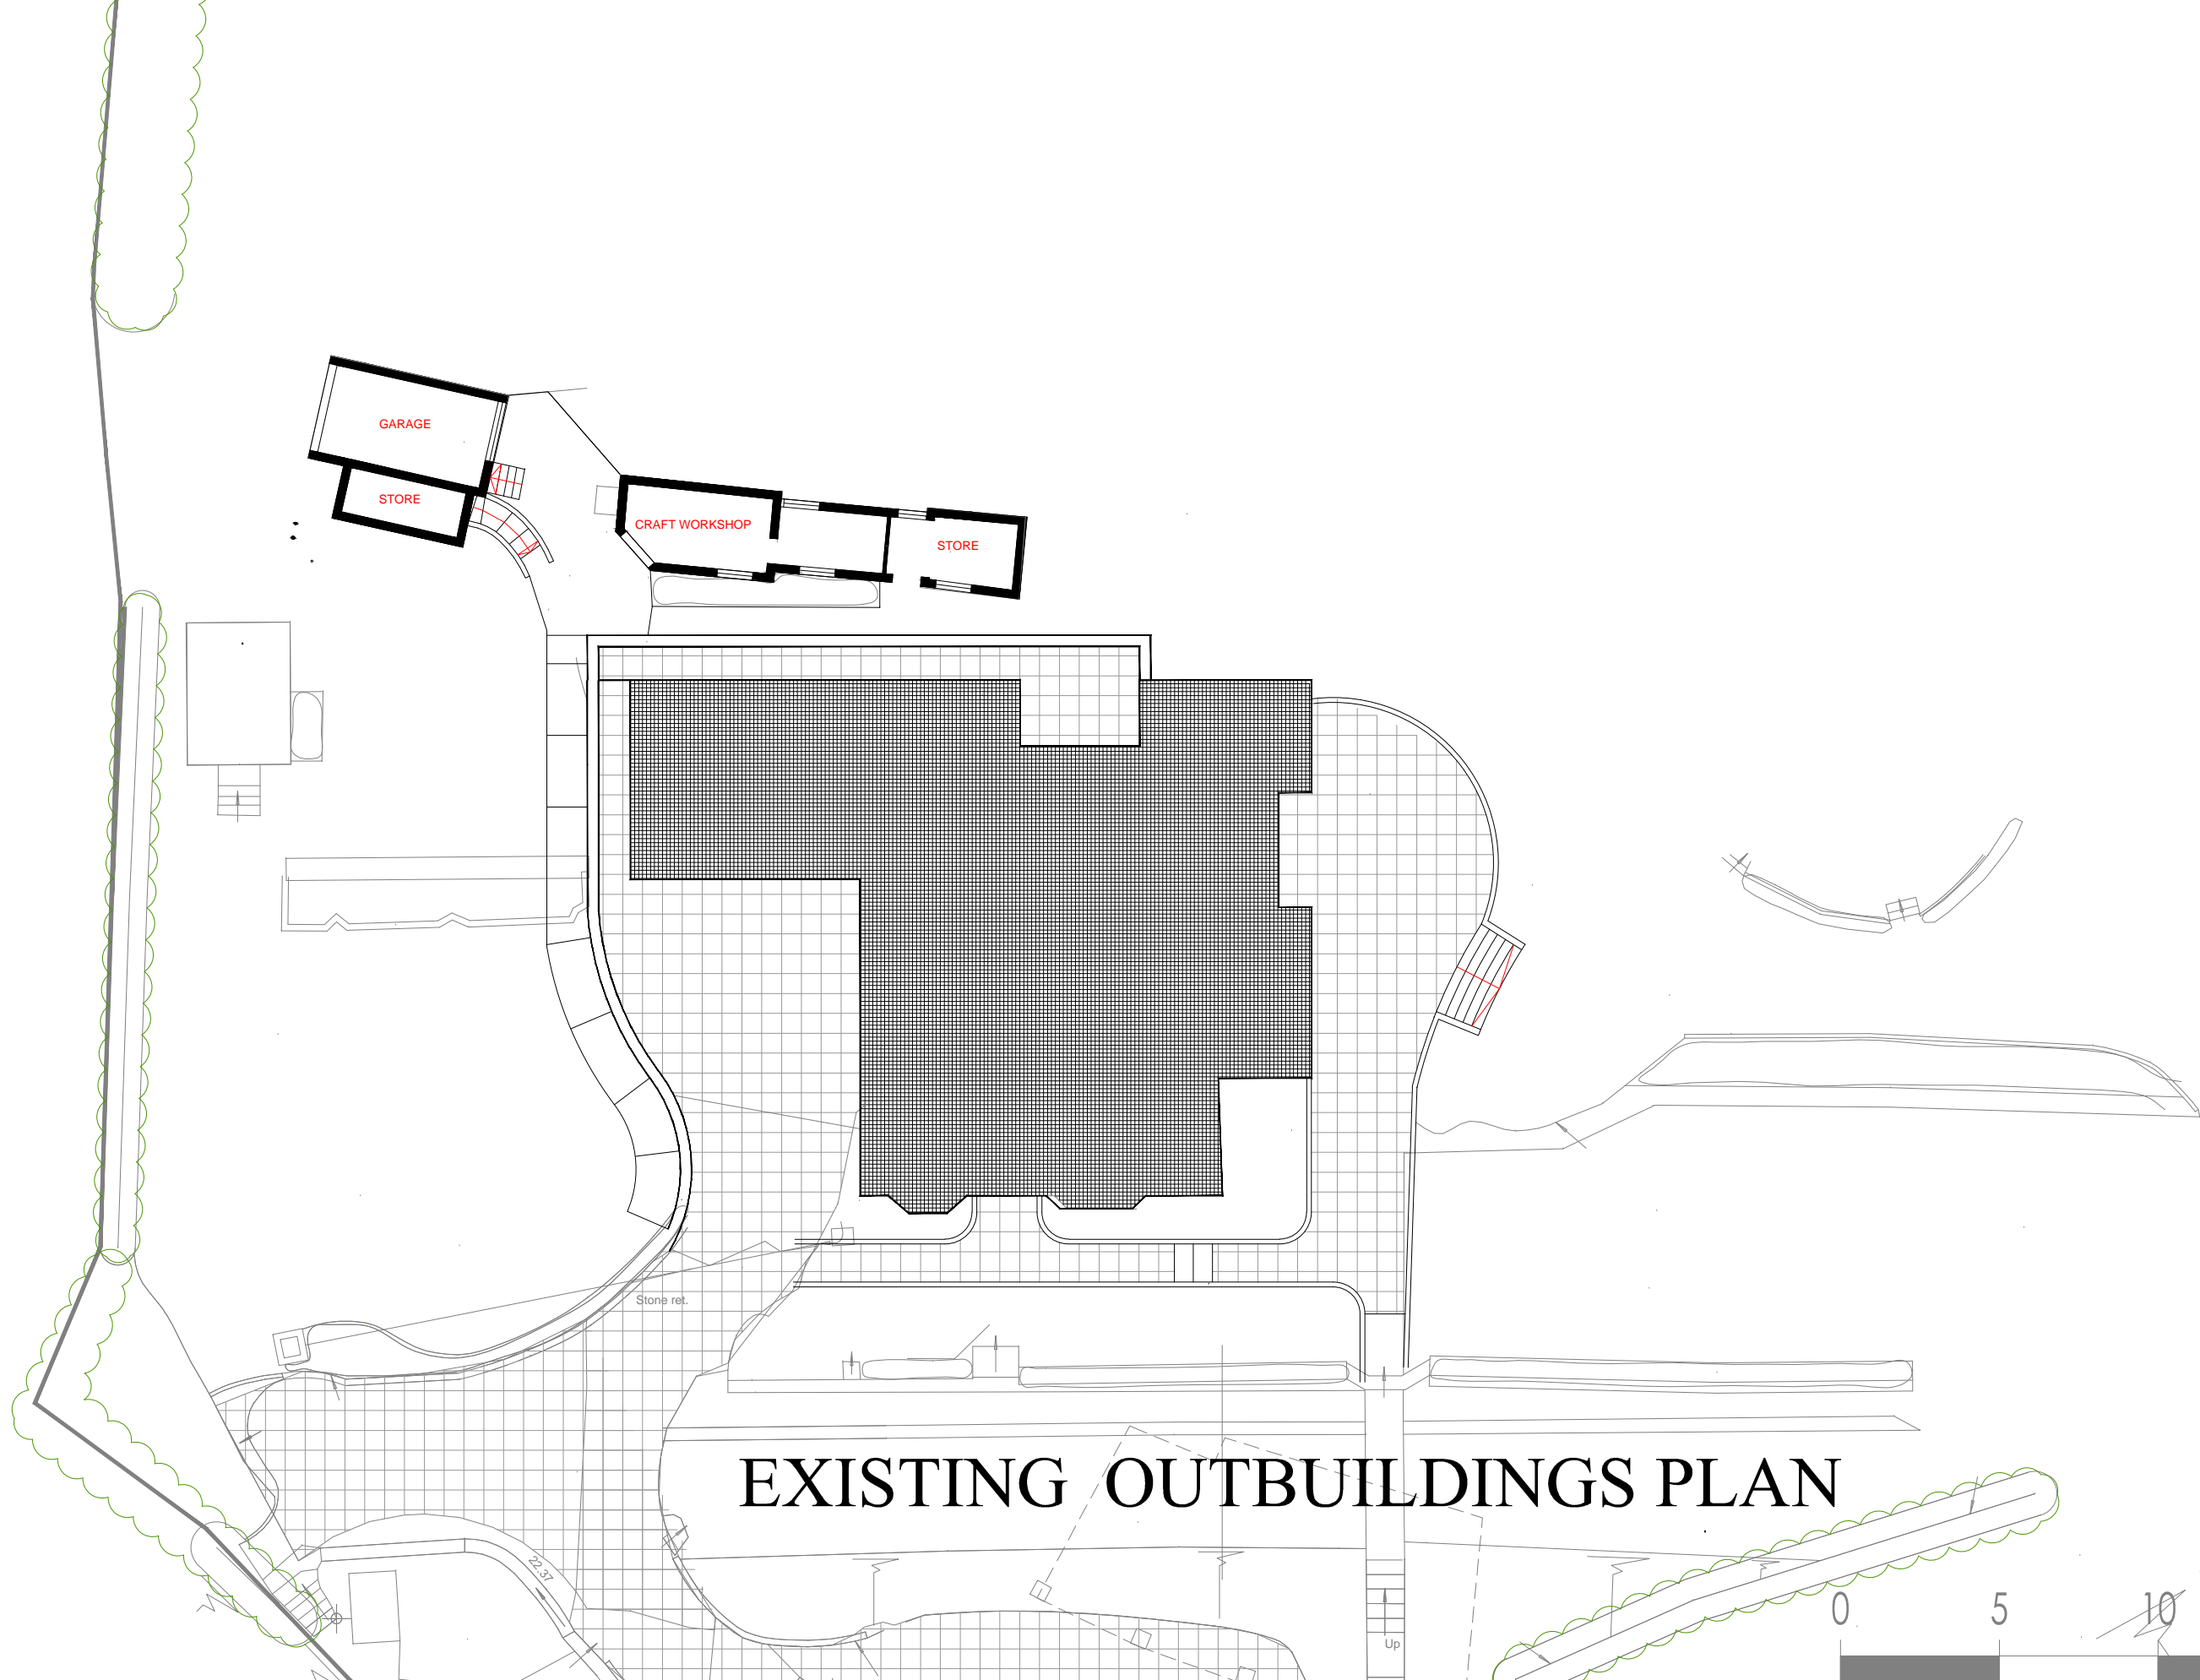 GARAGE
STORE
CRAFT WORKSHOP
STORE
Stone ret.
EXISTING OUTBUILDINGS PLAN
22.37
0 5 10
Up